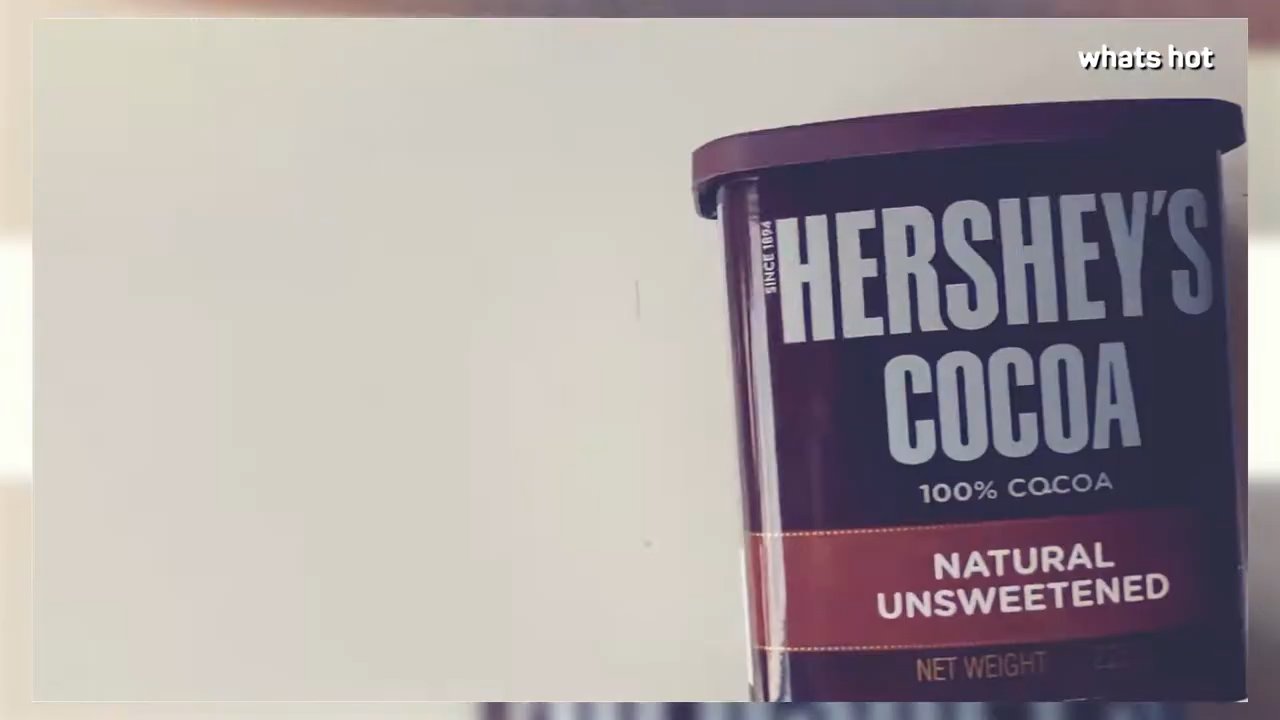 whats hot
SINCE 1894
HERSHEY'S
COCOA
100% COCOA
NATURAL
UNSWEETENED
NET WEIGHT